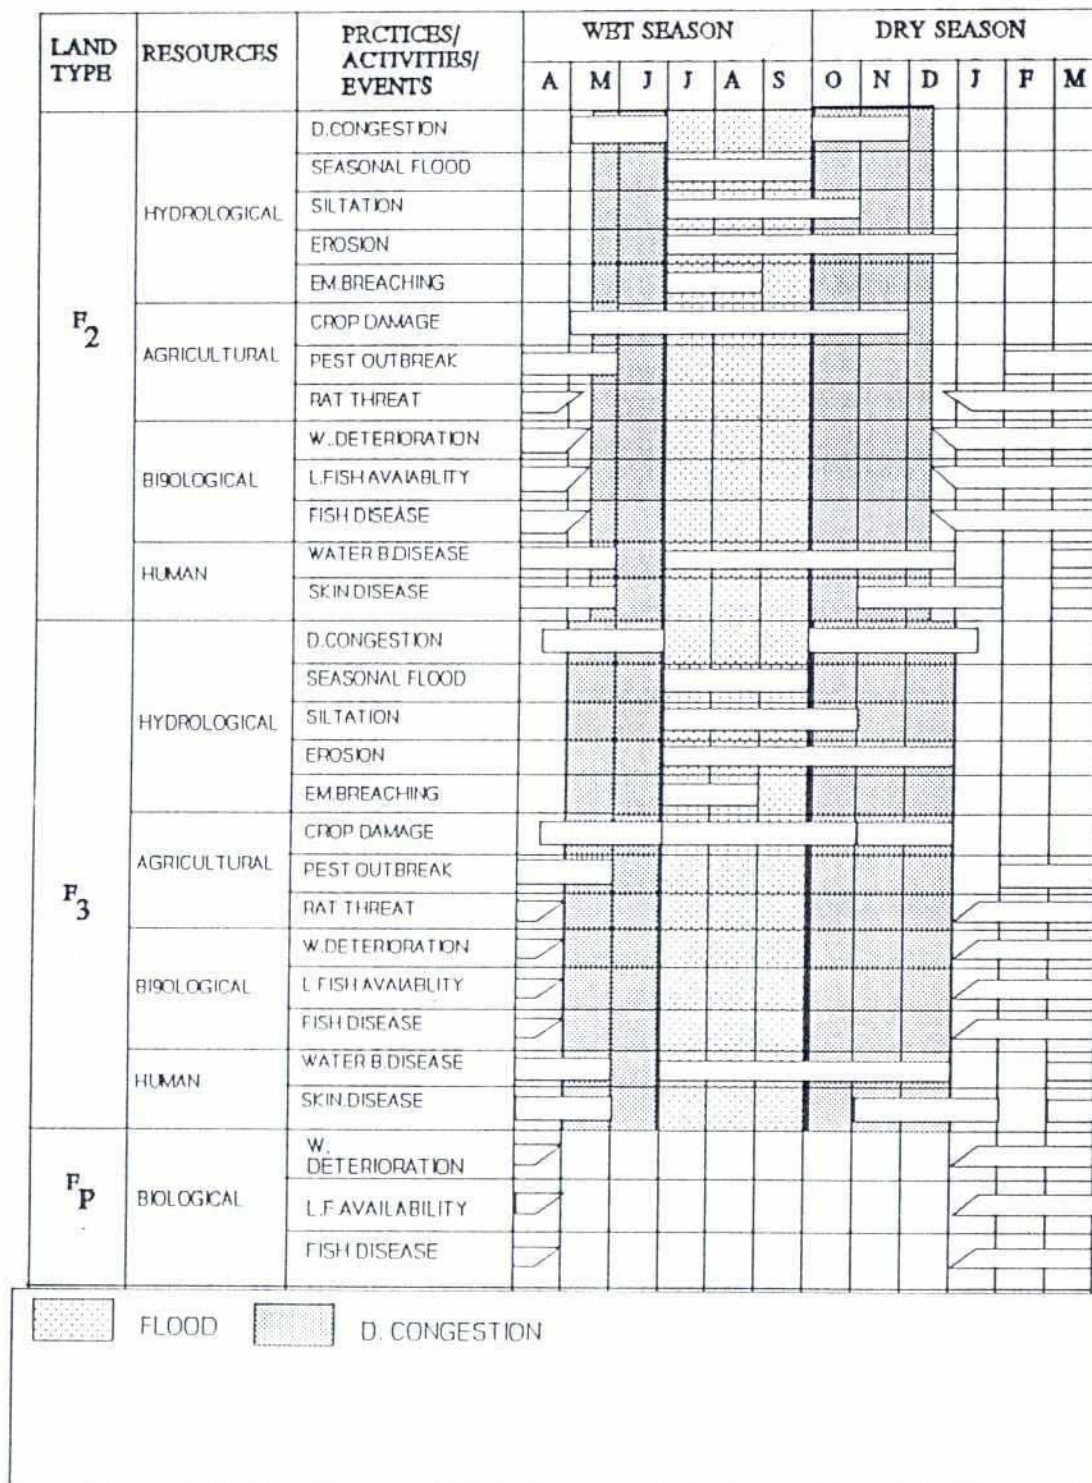 LAND TYPE
RESOURCES
PRCTICES/
ACTIVITIES/
EVENTS
WET SEASON
DRY SEASON
A M J J A S O N D J F M
F2
HYDROLOGICAL
D.CONGESTION
SEASONAL FLOOD
SILTATION
EROSION
EM.BREACHING
AGRICULTURAL
CROP DAMAGE
PEST OUTBREAK
RAT THREAT
BI9OLOGICAL
W..DETERIORATION
L.FISH AVAIABLITY
FISH DISEASE
HUMAN
WATER B.DISEASE
SKIN.DISEASE
F3
HYDROLOGICAL
D.CONGESTION
SEASONAL FLOOD
SILTATION
EROSION
EM.BREACHING
AGRICULTURAL
CROP DAMAGE
PEST OUTBREAK
RAT THREAT
BI9OLOGICAL
W.DETERIORATION
L FISH AVAIABLITY
FISH DISEASE
HUMAN
WATER B.DISEASE
SKIN.DISEASE
FP
BIOLOGICAL
W.
DETERIORATION
L.F AVAILABILITY
FISH DISEASE
FLOOD
D. CONGESTION